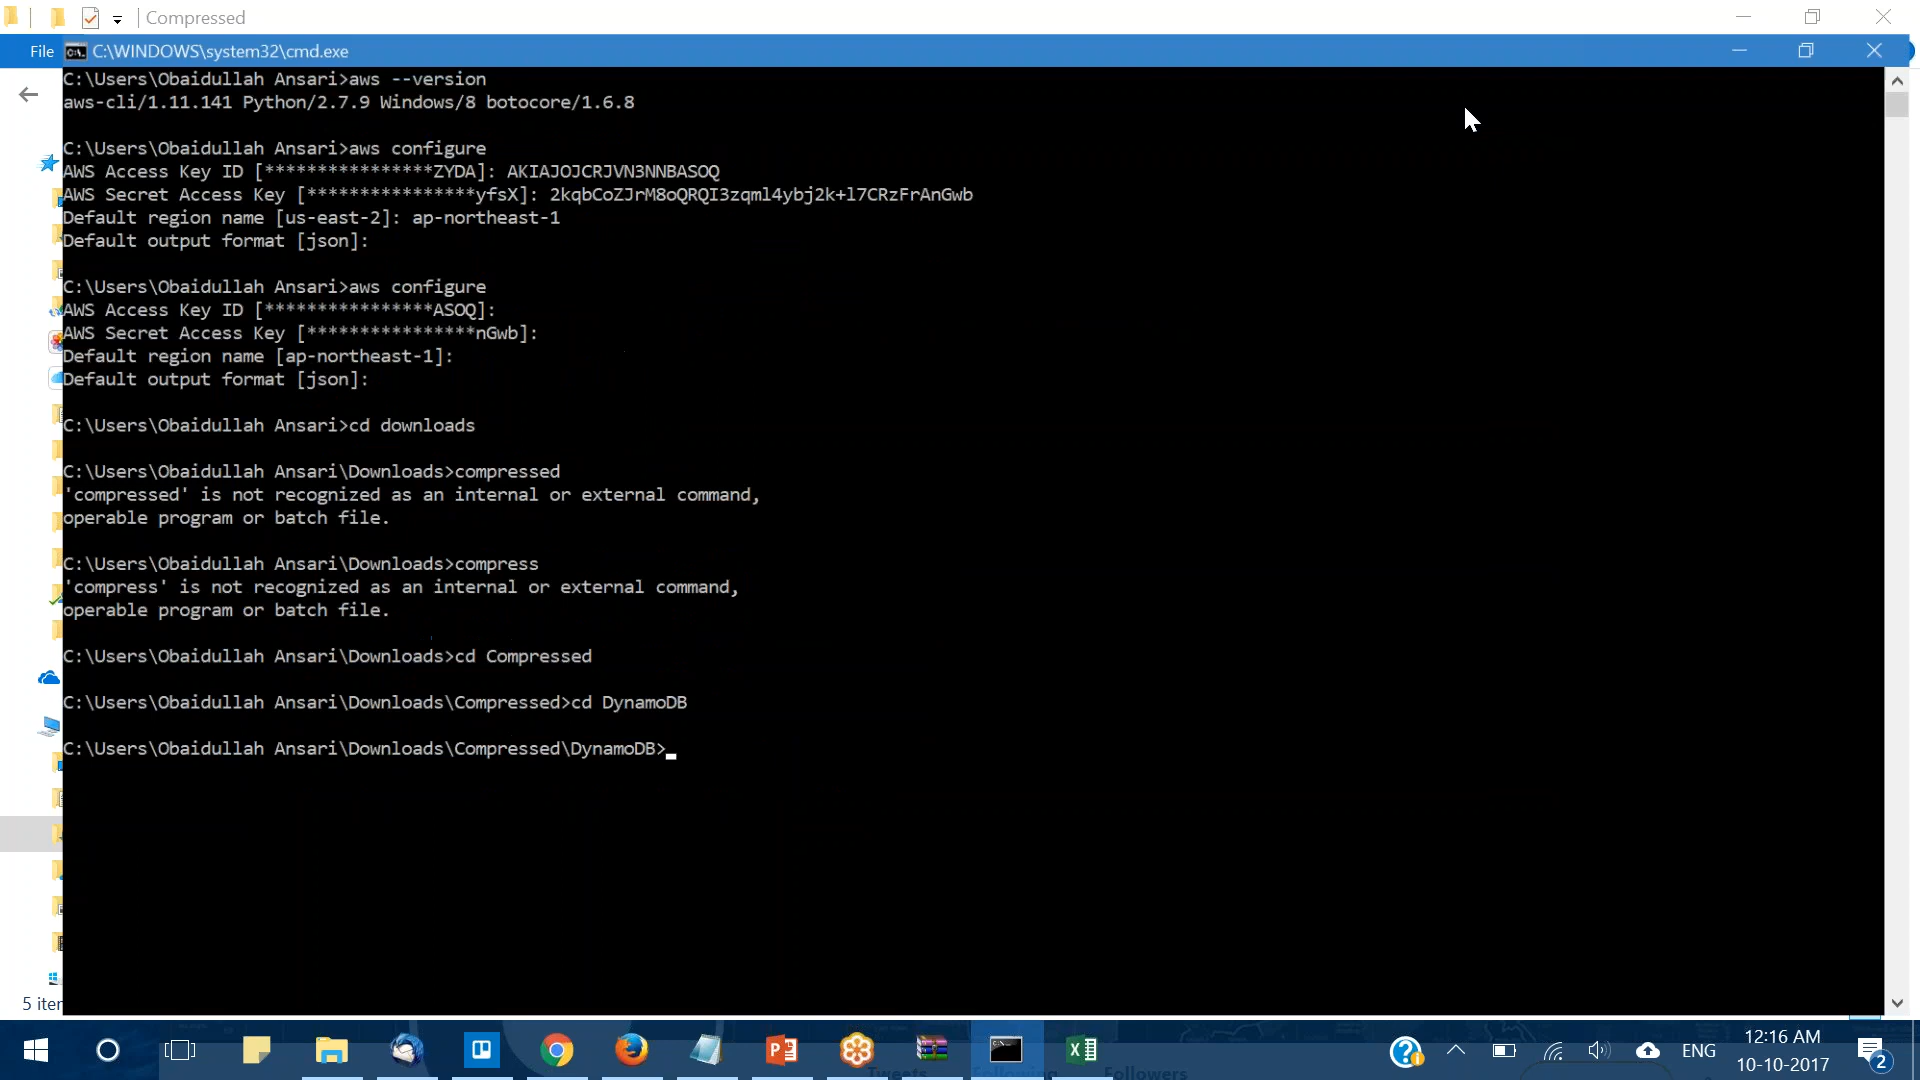 Compressed
File C:\WINDOWS\system32\cmd.exe
C:\Users\Obaidullah Ansari>aws --version
aws-cli/1.11.141 Python/2.7.9 Windows/8 botocore/1.6.8
C:\Users\Obaidullah Ansari>aws configure
AWS Access Key ID [****************ZYDA]: AKIAJOJCRJVN3NNBASOQ
AWS Secret Access Key [****************yfsX]: 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
Default region name [us-east-2]: ap-northeast-1
Default output format [json]:
C:\Users\Obaidullah Ansari>aws configure
AWS Access Key ID [****************ASOQ]:
AWS Secret Access Key [****************nGwb]:
Default region name [ap-northeast-1]:
Default output format [json]:
C:\Users\Obaidullah Ansari>cd downloads
C:\Users\Obaidullah Ansari\Downloads>compressed
'compressed' is not recognized as an internal or external command,
operable program or batch file.
C:\Users\Obaidullah Ansari\Downloads>compress
'compress' is not recognized as an internal or external command,
operable program or batch file.
C:\Users\Obaidullah Ansari\Downloads>cd Compressed
C:\Users\Obaidullah Ansari\Downloads\Compressed>cd DynamoDB
C:\Users\Obaidullah Ansari\Downloads\Compressed\DynamoDB>
5 iter
ENG
12:16 AM
10-10-2017
2
Tweets Following Followers